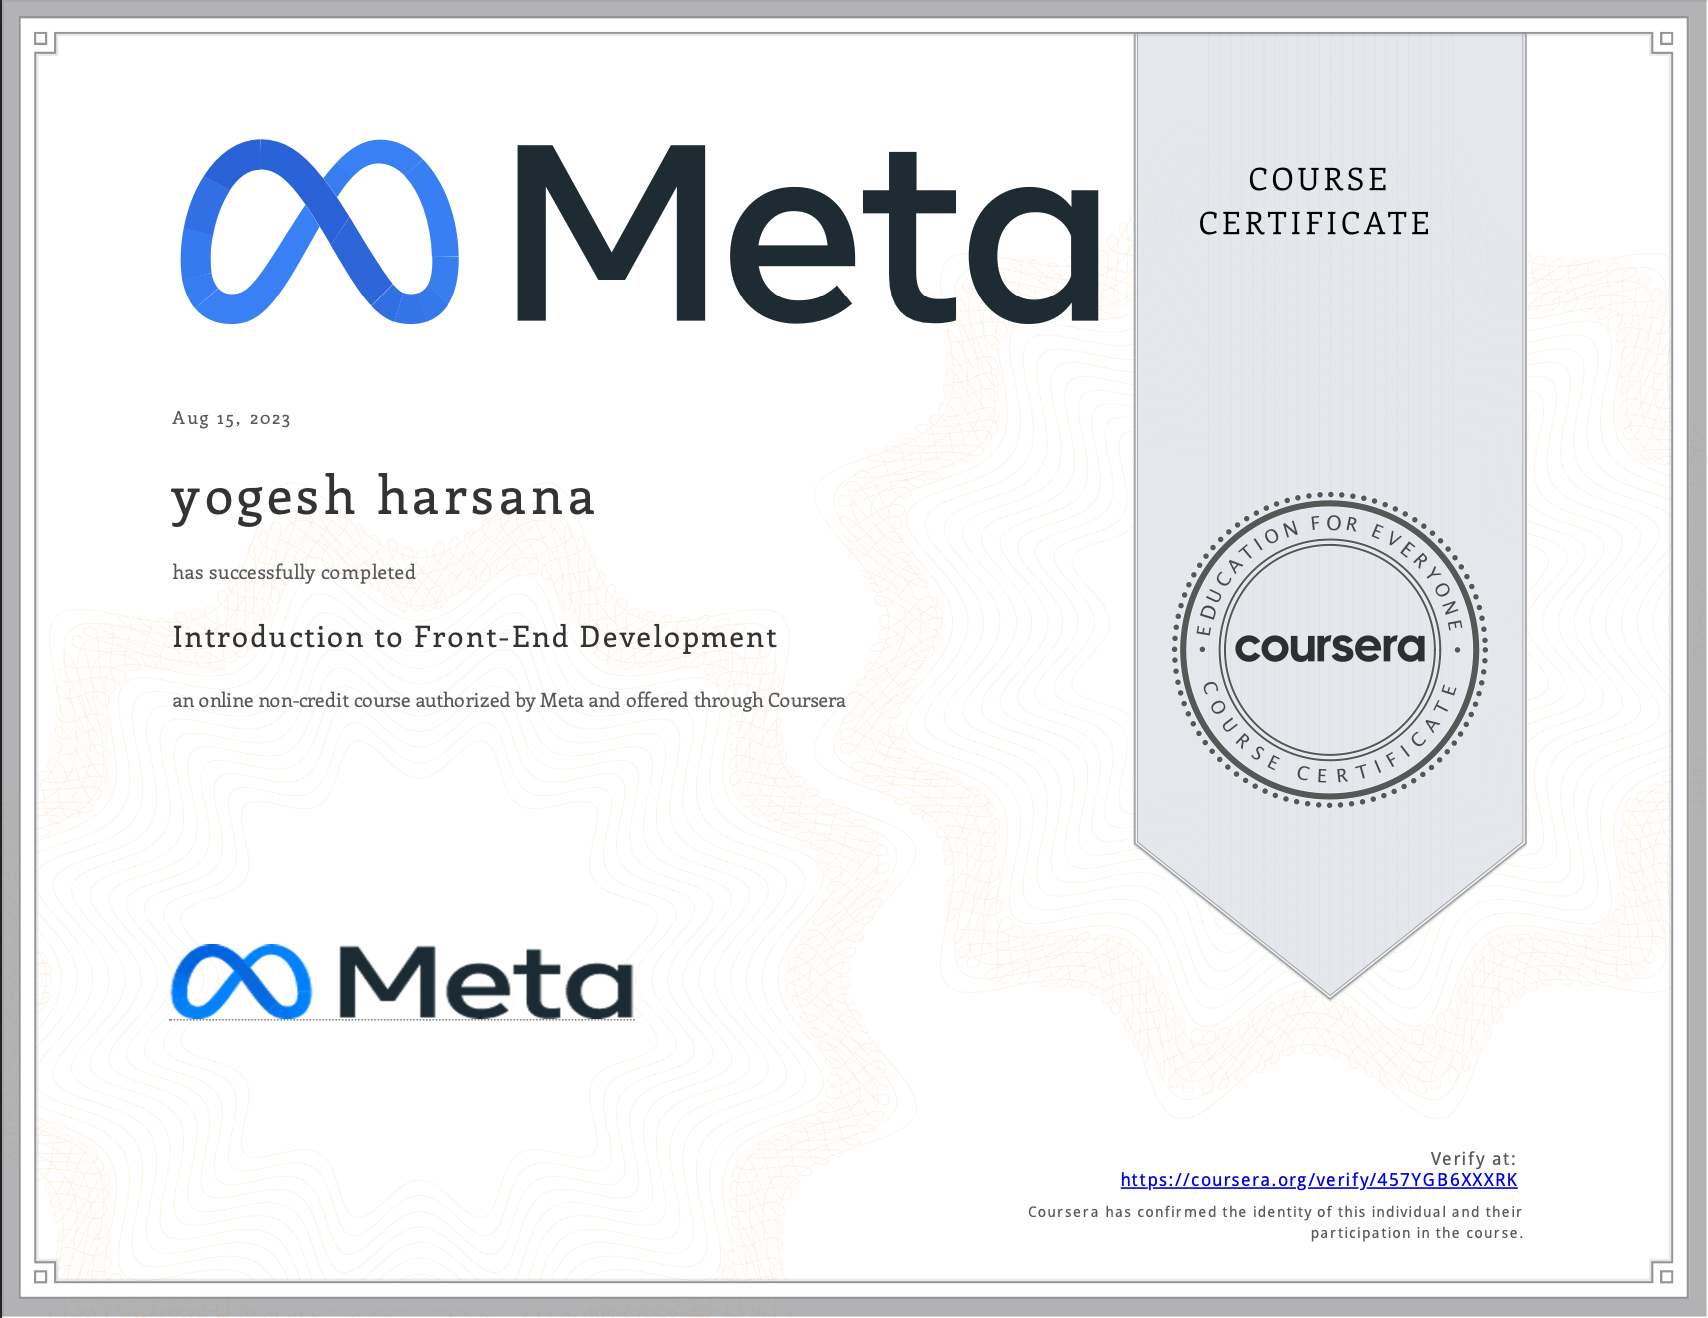 Meta
COURSE
CERTIFICATE
Aug 15, 2023
yogesh harsana
has successfully completed
Introduction to Front-End Development
an online non-credit course authorized by Meta and offered through Coursera
EDUCATION FOR EVERYONE
coursera
COURSE CERTIFICATE
Meta
Verify at:
https://coursera.org/verify/457YGB6XXXRK
Coursera has confirmed the identity of this individual and their
participation in the course.